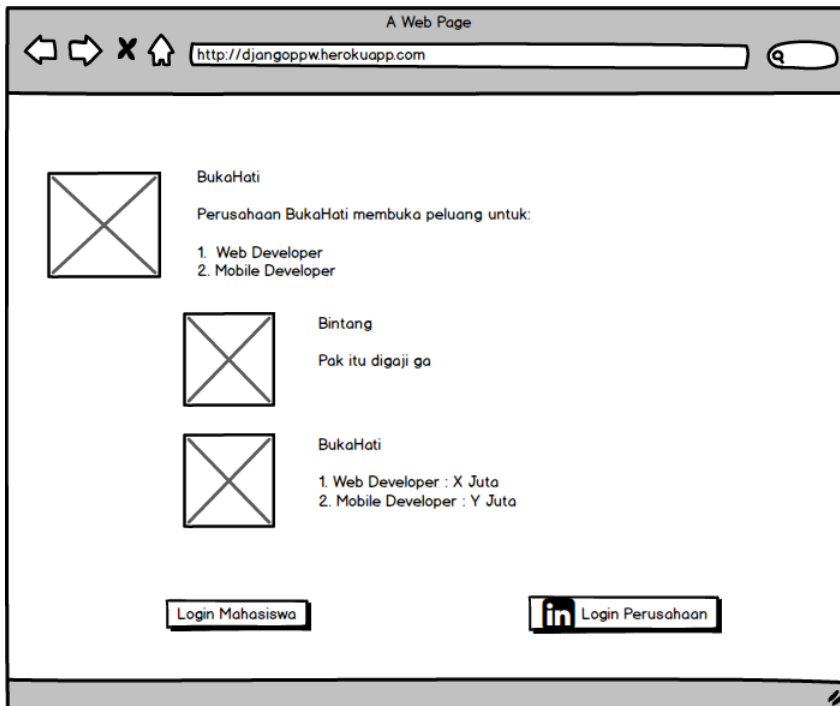 A Web Page
http://djangoppw.herokuapp.com
BukaHati
Perusahaan BukaHati membuka peluang untuk:
1. Web Developer
2. Mobile Developer
Bintang
Pak itu digaji ga
BukaHati
1. Web Developer : X Juta
2. Mobile Developer : Y Juta
Login Mahasiswa
in Login Perusahaan